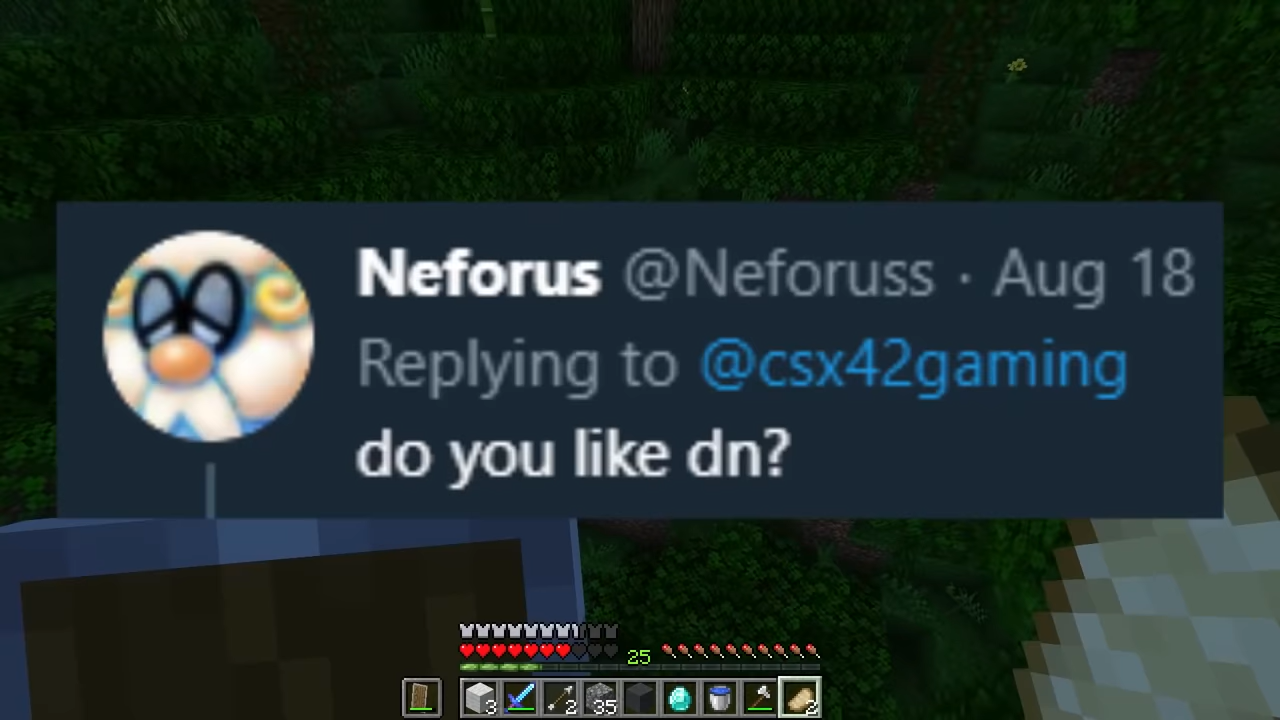 Neforus @Neforuss · Aug 18
Replying to @csx42gaming
do you like dn?
25
3 2 35 2